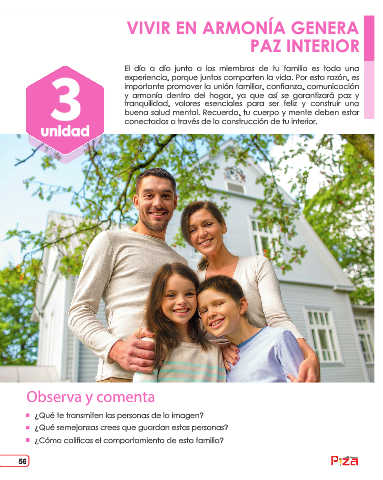 VIVIR EN ARMONÍA GENERA
PAZ INTERIOR
El día a día junto a los miembros de tu familia es toda una
experiencia, porque juntos comparten la vida. Por esta razón, es
importante promover la unión familiar, confianza, comunicación
y armonía dentro del hogar, ya que así se garantizará paz y
tranquilidad, valores esenciales para ser feliz y construir una
buena salud mental. Recuerda, tu cuerpo y mente deben estar
conectados a través de la construcción de tu interior.
3
unidad
Observa y comenta
¿Qué te transmiten las personas de la imagen?
¿Qué semejanzas crees que guardan estas personas?
¿Cómo calificas el comportamiento de esta familia?
56
Piza